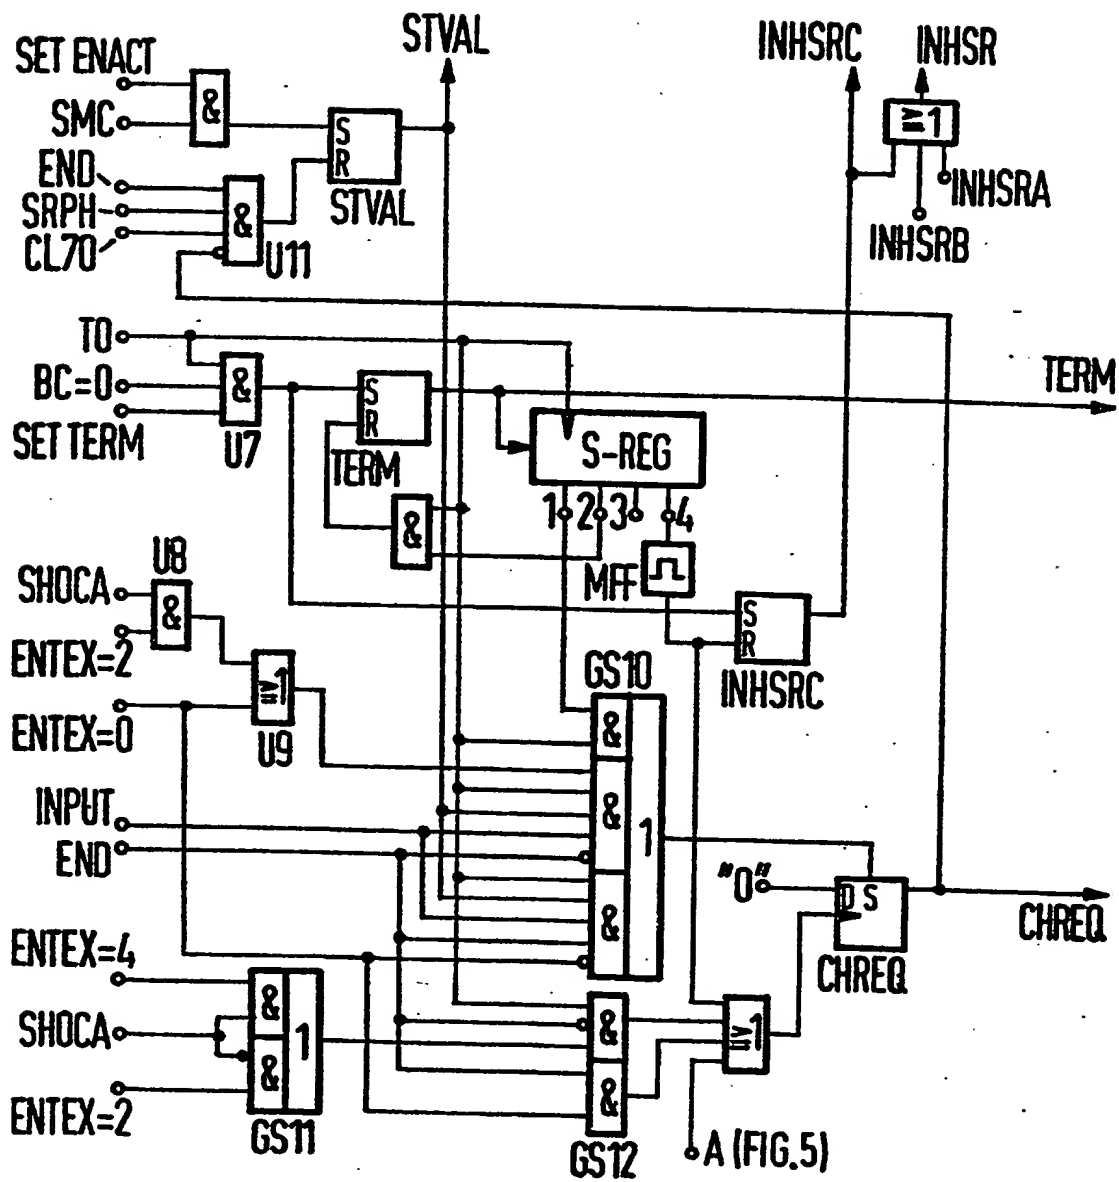 STVAL
INHSRC
INHSR
SET ENACT
&
SMC
S
R
STVAL
≥1
INHSRA
INHSRB
END
SRPH
CL70
&
U11
T0
BC=0
SET TERM
&
U7
S
R
TERM
TERM
S-REG
1
2
3
4
&
MFF
U8
SHOCA
&
ENTEX=2
S
R
INHSRC
≥1
ENTEX=0
U9
GS10
&
&
1
&
INPUT
END
"0"
D S
CHREQ
CHREQ
ENTEX=4
SHOCA
&
1
&
ENTEX=2
GS11
&
&
GS12
≥1
A (FIG.5)